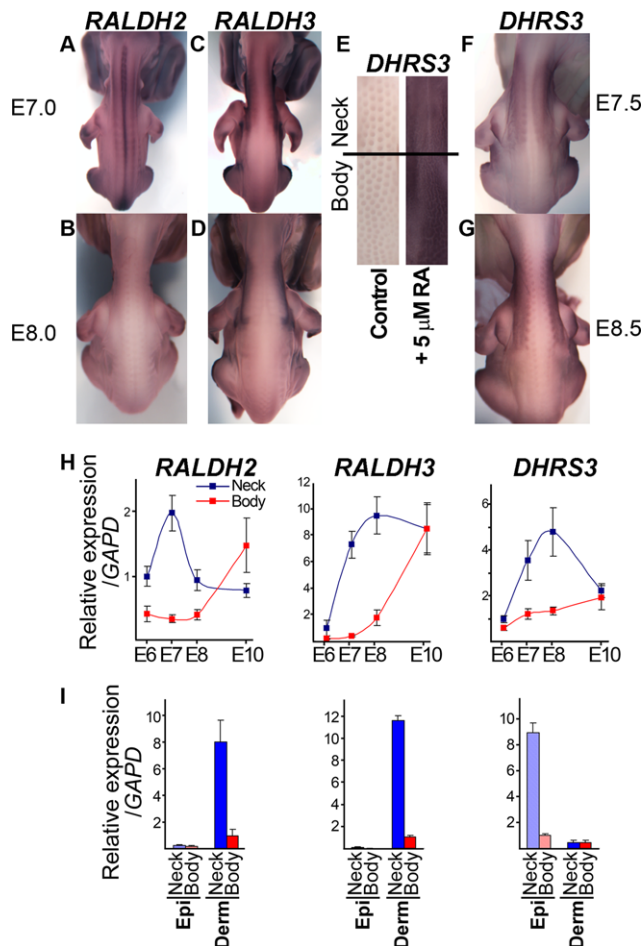 RALDH2 RALDH3 DHRS3
A C E F
DHRS3
E7.0 Neck E7.5
Body
B D G
E8.0 Control + 5 µM RA E8.5
H RALDH2 RALDH3 DHRS3
Relative expression /GAPD
Neck
Body
2
1
E6 E7 E8 E10
10
8
6
4
2
E6 E7 E8 E10
6
4
2
E6 E7 E8 E10
I
Relative expression /GAPD
8
6
4
2
Neck Body Neck Body
Epi Derm
12
10
8
6
4
2
Neck Body Neck Body
Epi Derm
10
8
6
4
2
Neck Body Neck Body
Epi Derm